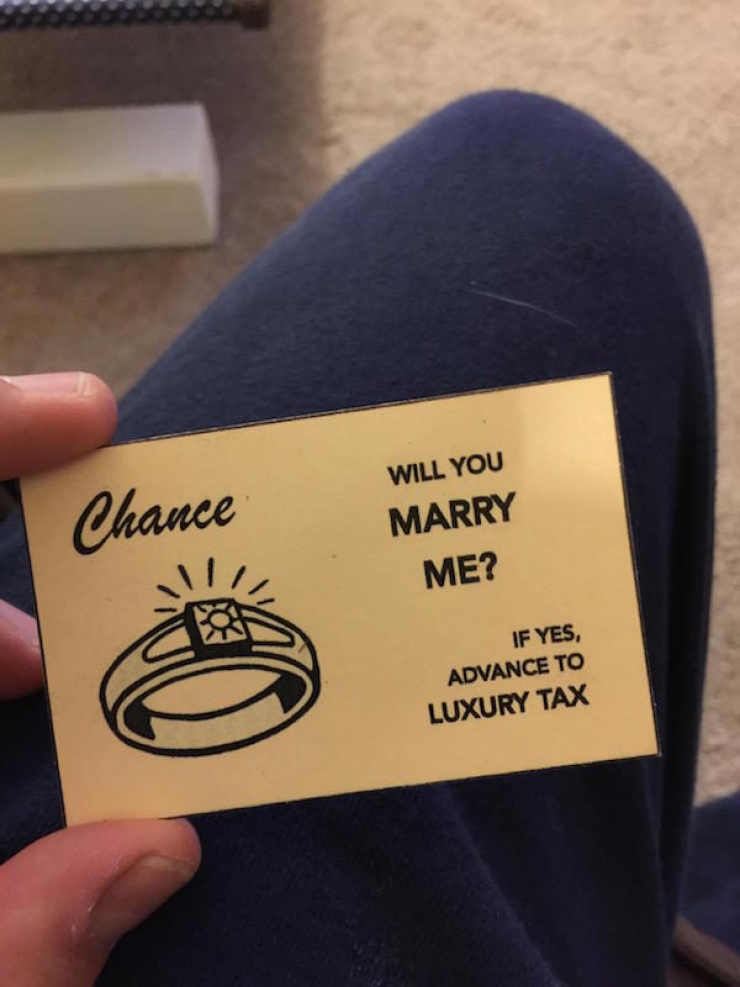 Chance
WILL YOU
MARRY
ME?
IF YES,
ADVANCE TO
LUXURY TAX